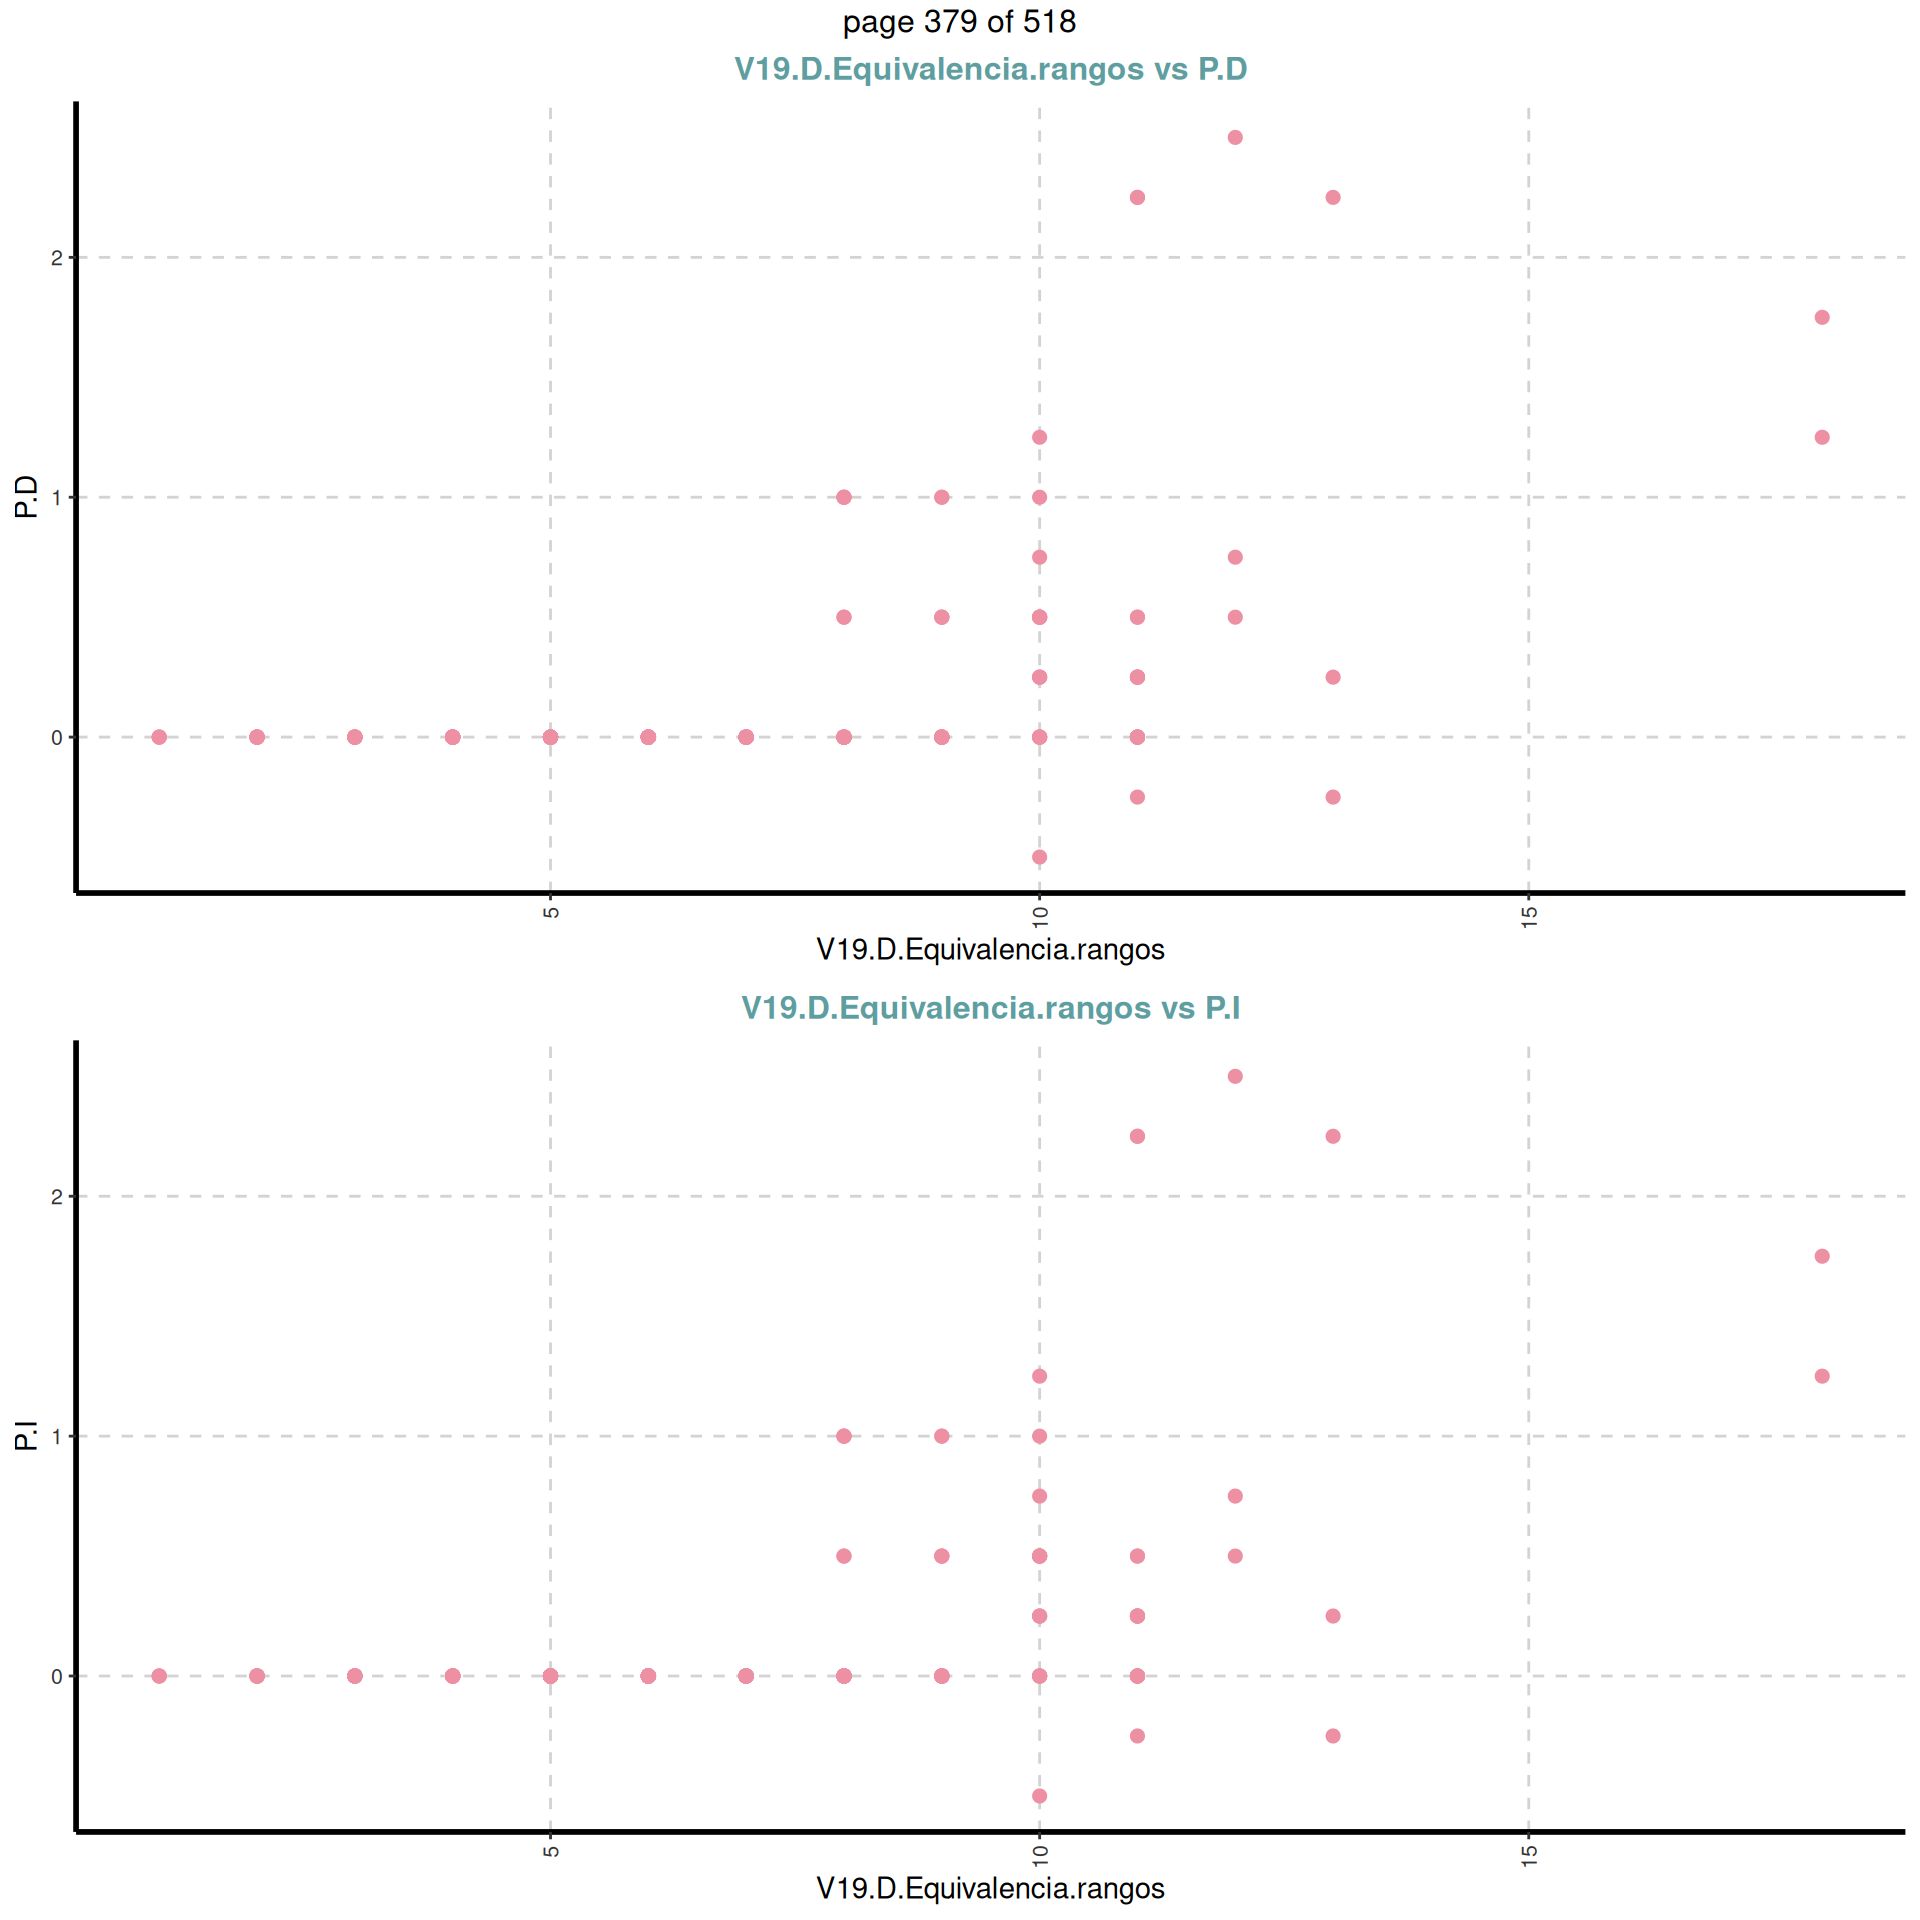 page 379 of 518
V19.D.Equivalencia.rangos vs P.D
P.D
2
1
0
5
10
15
V19.D.Equivalencia.rangos
V19.D.Equivalencia.rangos vs P.I
P.I
2
1
0
5
10
15
V19.D.Equivalencia.rangos